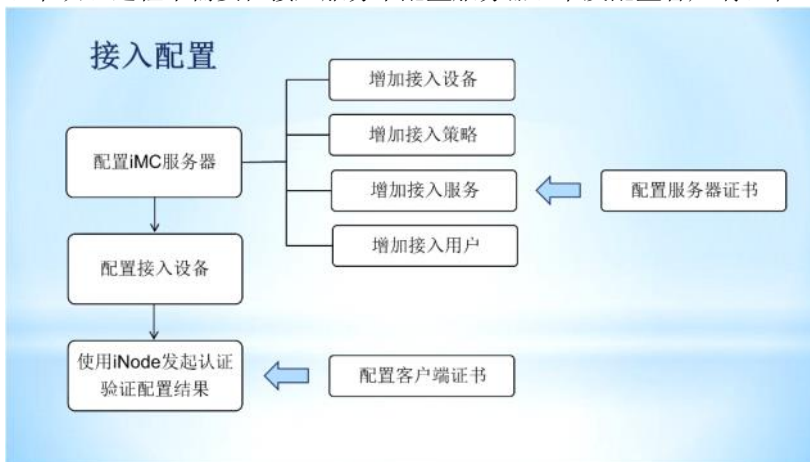 接入配置
增加接入设备
增加接入策略
配置iMC服务器
增加接入服务
配置服务器证书
增加接入用户
配置接入设备
使用iNode发起认证
验证配置结果
配置客户端证书